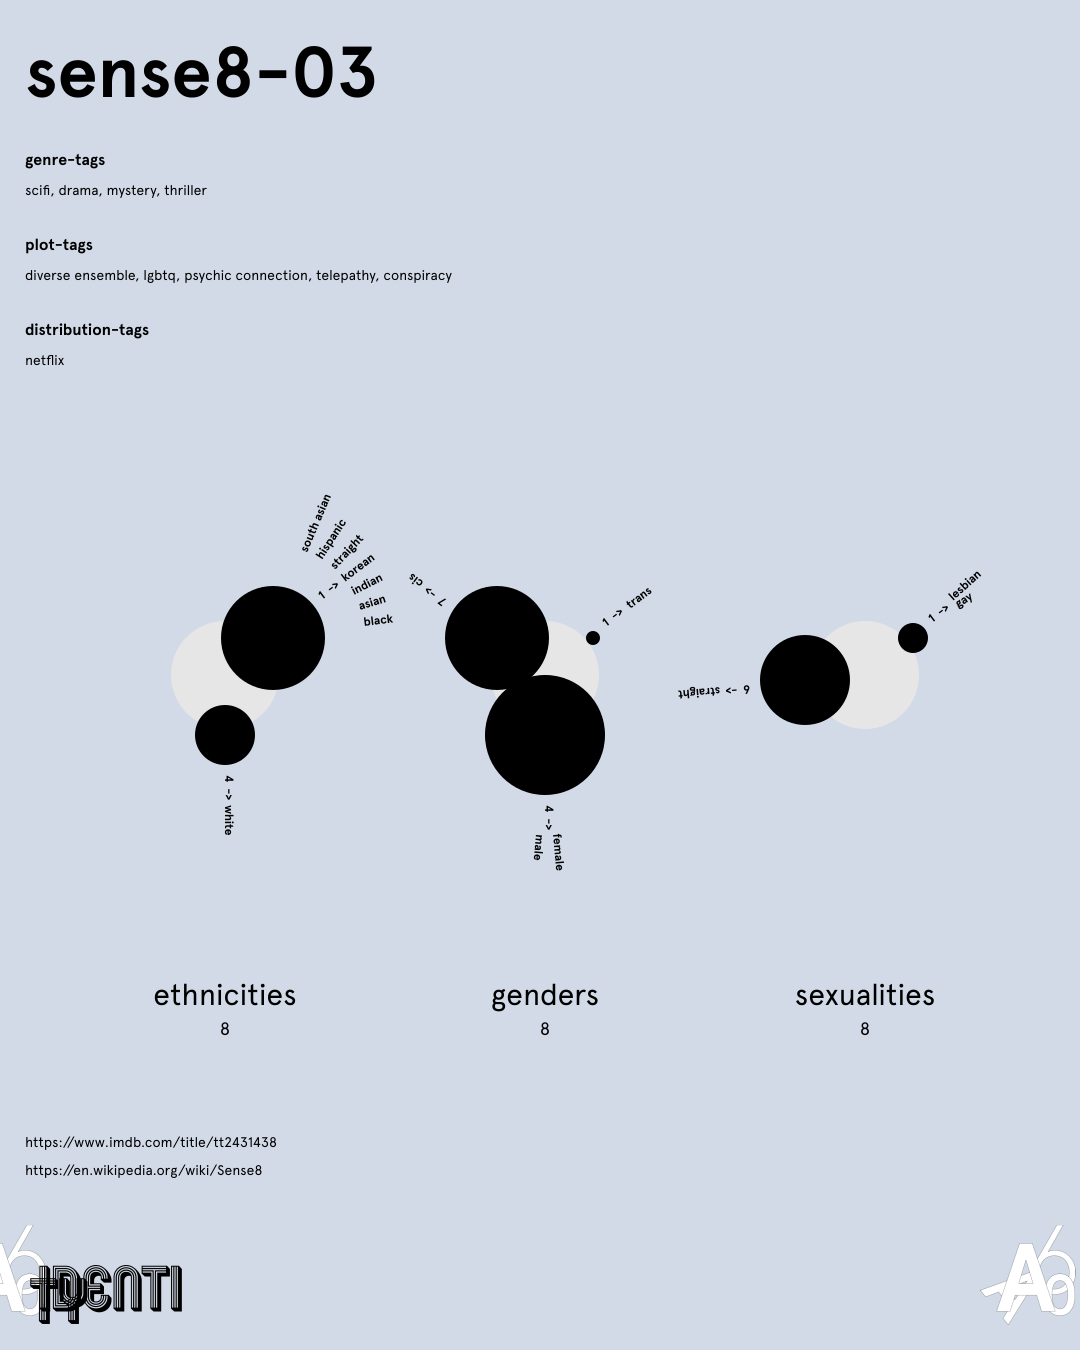 sense8-03
genre-tags
scifi, drama, mystery, thriller
plot-tags
diverse ensemble, lgbtq, psychic connection, telepathy, conspiracy
distribution-tags
netflix
south asian
hispanic
straight
1 -> korean
indian
asian
black
4 -> white
7 -> cis
1 -> trans
4 -> female
male
6 -> straight
1 -> lesbian
gay
ethnicities
8
genders
8
sexualities
8
https://www.imdb.com/title/tt2431438
https://en.wikipedia.org/wiki/Sense8
IDENTI
TY